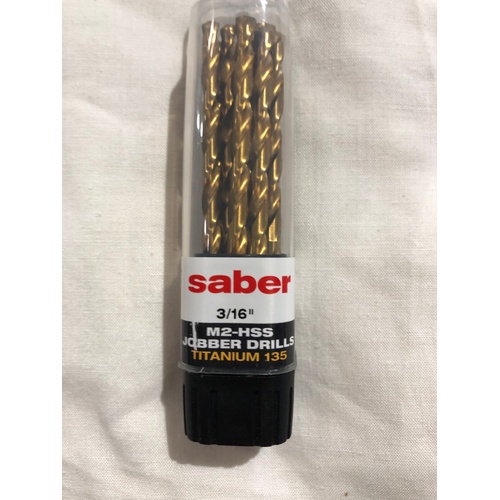 saber
3/16"
M2-HSS
JOBBER DRILLS
TITANIUM 135